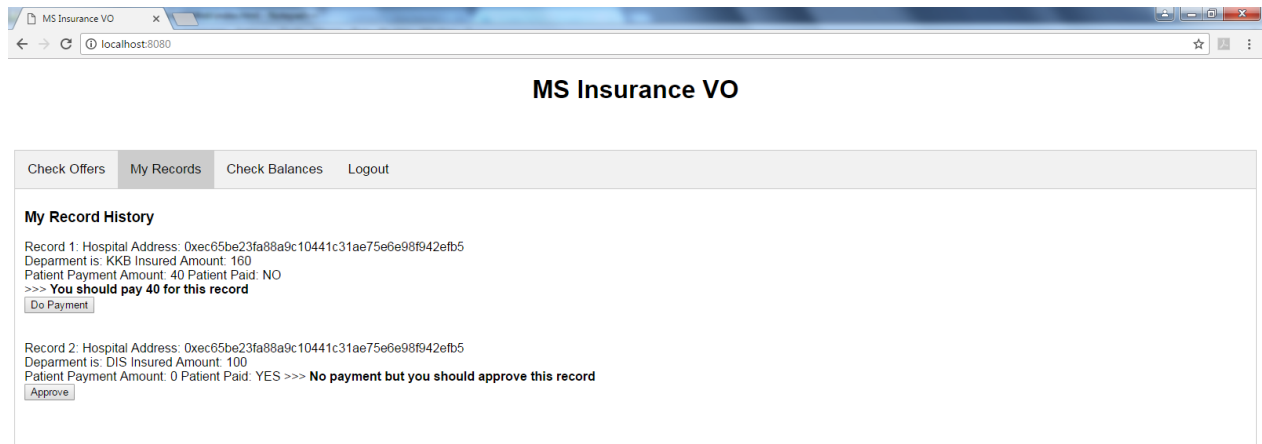 MS Insurance VO
localhost:8080
MS Insurance VO
Check Offers My Records Check Balances Logout
My Record History
Record 1: Hospital Address: 0xec65be23fa88a9c10441c31ae75e6e98f942efb5
Deparment is: KKB Insured Amount: 160
Patient Payment Amount: 40 Patient Paid: NO
>>> You should pay 40 for this record
Do Payment
Record 2: Hospital Address: 0xec65be23fa88a9c10441c31ae75e6e98f942efb5
Deparment is: DIS Insured Amount: 100
Patient Payment Amount: 0 Patient Paid: YES >>> No payment but you should approve this record
Approve